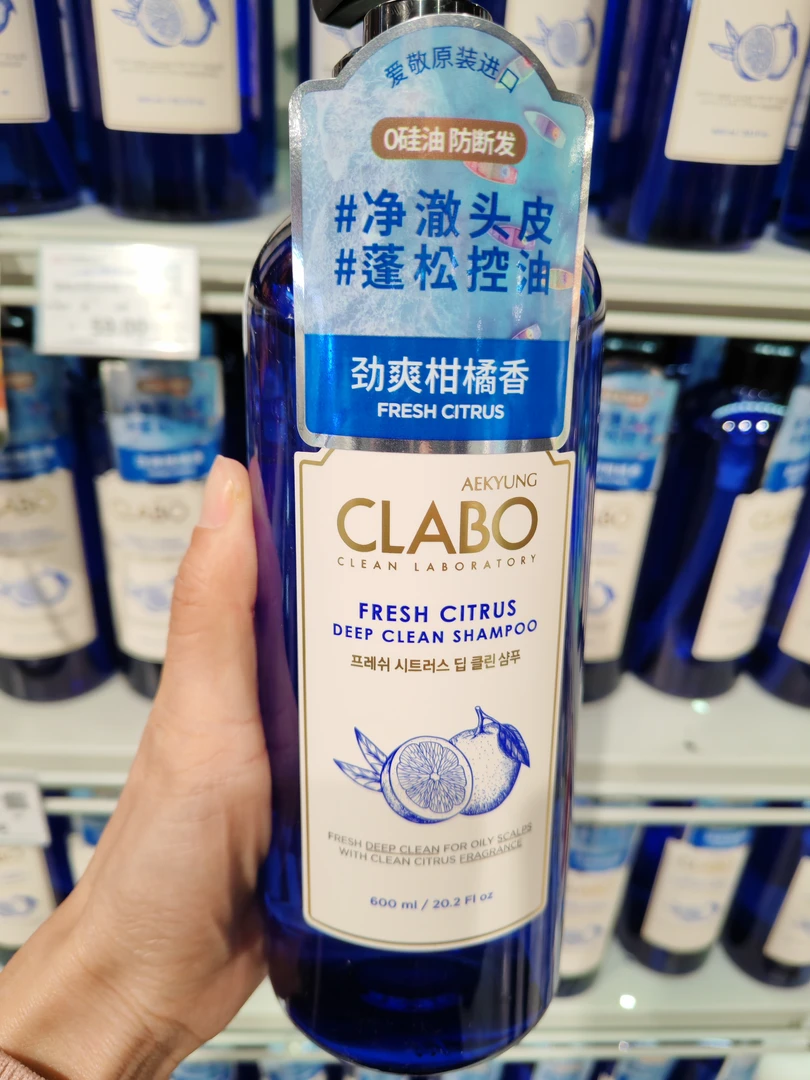 爱敬原装进口
0硅油 防断发
#净澈头皮
#蓬松控油
劲爽柑橘香
FRESH CITRUS
AEKYUNG
CLABO
CLEAN LABORATORY
FRESH CITRUS
DEEP CLEAN SHAMPOO
프레쉬 시트러스 딥 클린 샴푸
FRESH DEEP CLEAN FOR OILY SCALPS
WITH CLEAN CITRUS FRAGRANCE
600 ml / 20.2 Fl oz